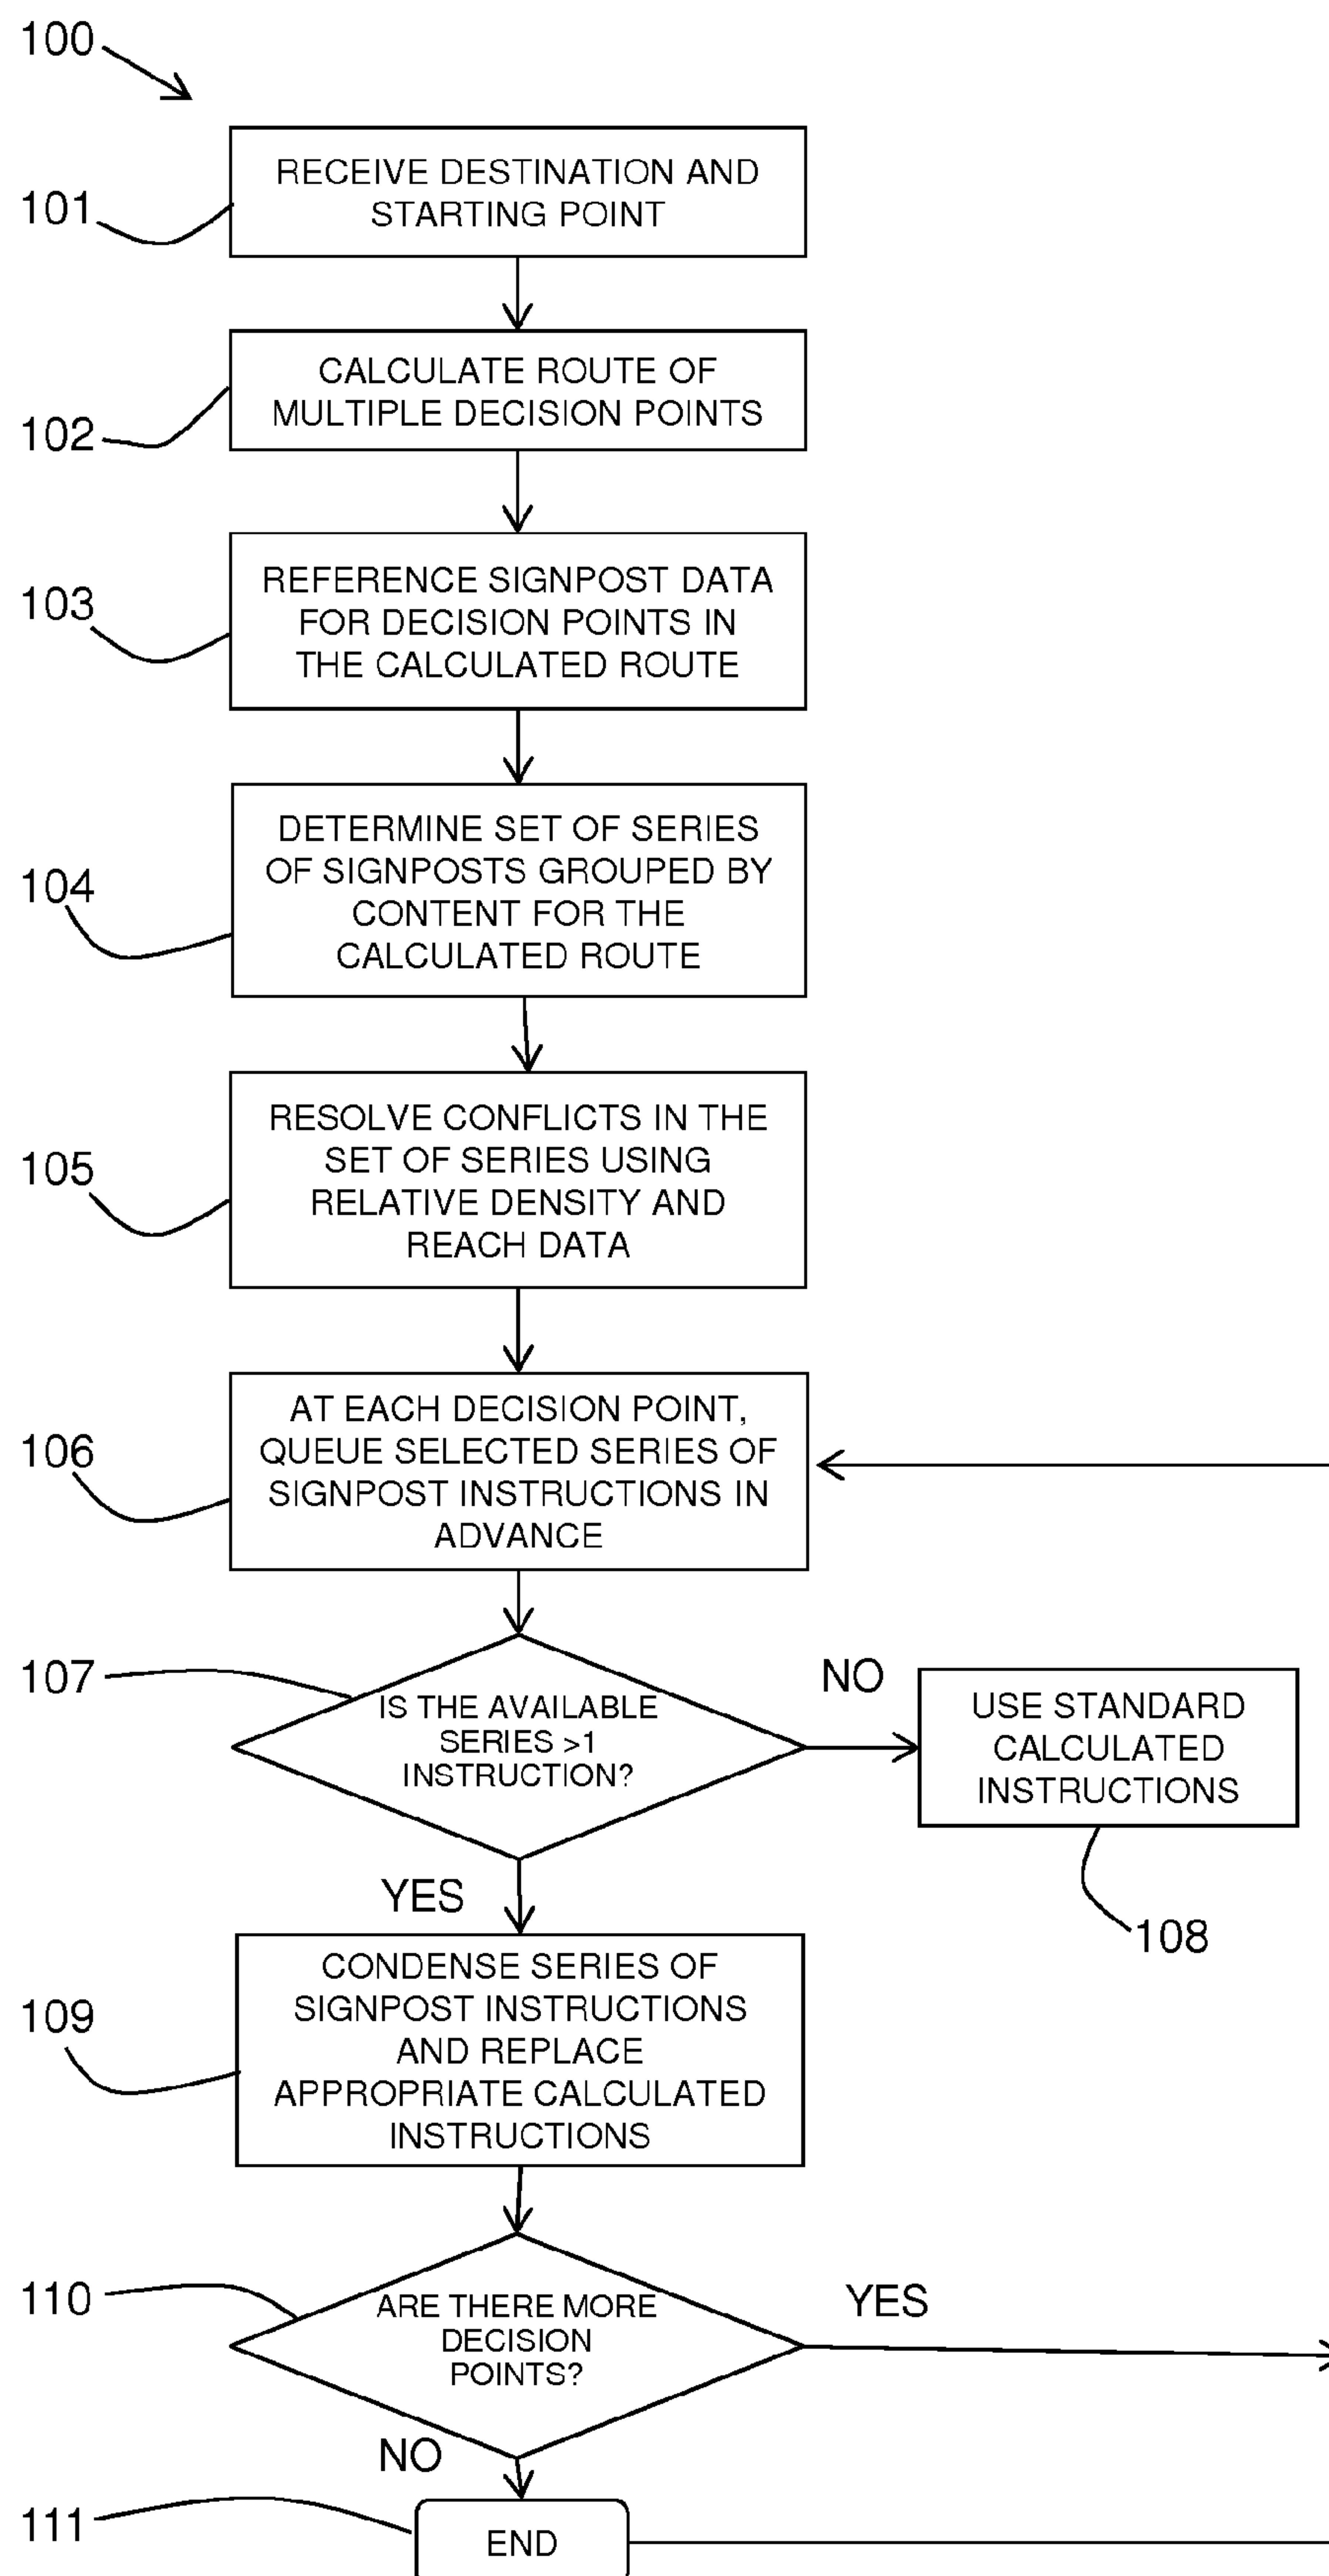 100
101
RECEIVE DESTINATION AND
STARTING POINT
102
CALCULATE ROUTE OF
MULTIPLE DECISION POINTS
103
REFERENCE SIGNPOST DATA
FOR DECISION POINTS IN
THE CALCULATED ROUTE
104
DETERMINE SET OF SERIES
OF SIGNPOSTS GROUPED BY
CONTENT FOR THE
CALCULATED ROUTE
105
RESOLVE CONFLICTS IN THE
SET OF SERIES USING
RELATIVE DENSITY AND
REACH DATA
106
AT EACH DECISION POINT,
QUEUE SELECTED SERIES OF
SIGNPOST INSTRUCTIONS IN
ADVANCE
107
IS THE AVAILABLE
SERIES >1
INSTRUCTION?
NO
USE STANDARD
CALCULATED
INSTRUCTIONS
108
YES
109
CONDENSE SERIES OF
SIGNPOST INSTRUCTIONS
AND REPLACE
APPROPRIATE CALCULATED
INSTRUCTIONS
110
ARE THERE MORE
DECISION
POINTS?
YES
NO
111
END